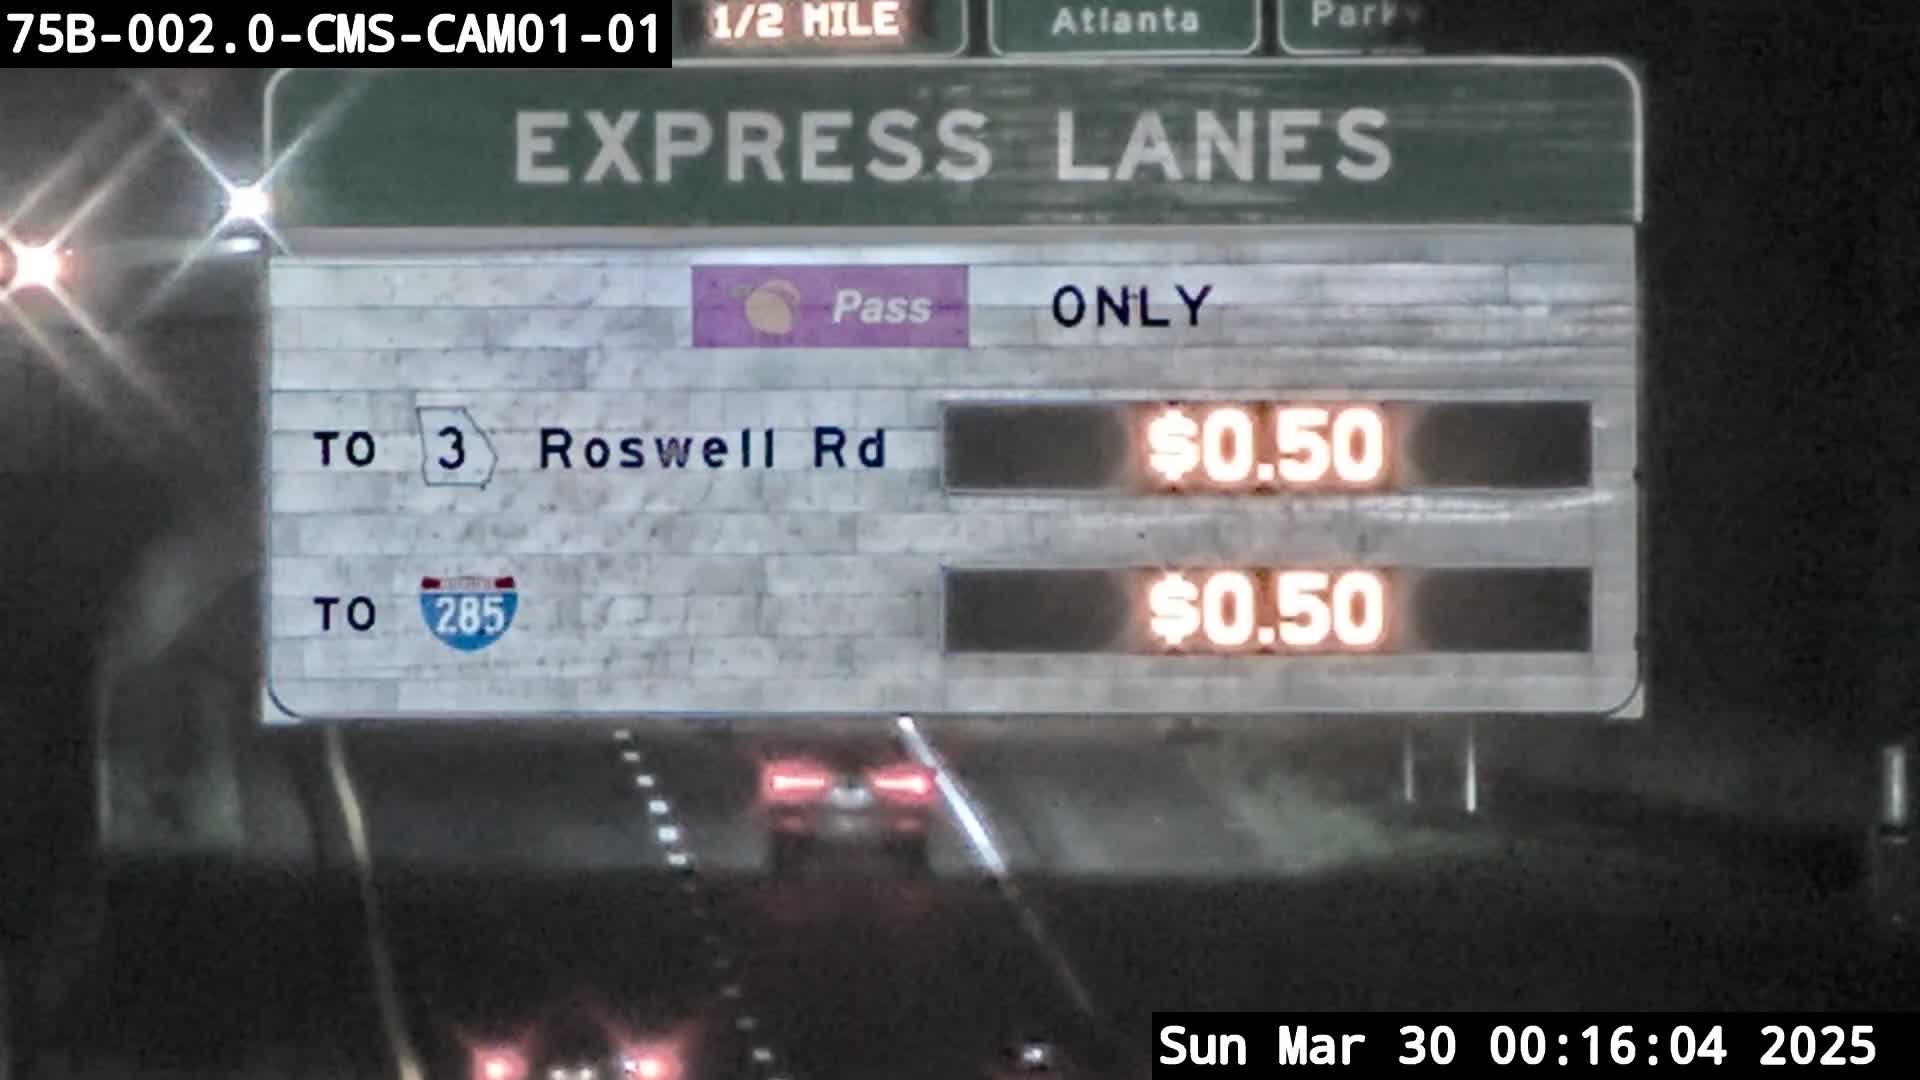 75B-002.0-CMS-CAM01-01
1/2 MILE
Atlanta
EXPRESS LANES
Pass ONLY
TO 3 Roswell Rd $0.50
TO 285 $0.50
Sun Mar 30 00:16:04 2025